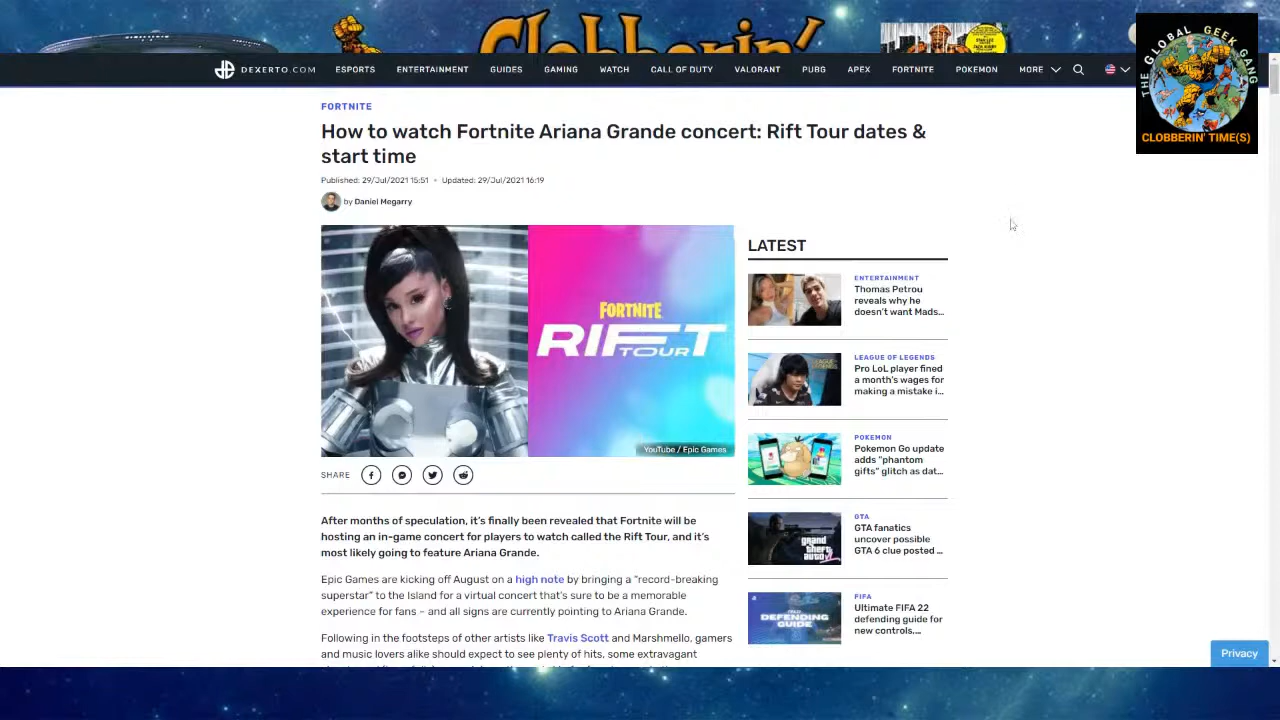 Clobberin'
THE GLOBAL GEEK GANG
CLOBBERIN' TIME(S)
DEXERTO.COM
ESPORTS
ENTERTAINMENT
GUIDES
GAMING
WATCH
CALL OF DUTY
VALORANT
PUBG
APEX
FORTNITE
POKEMON
MORE
FORTNITE
How to watch Fortnite Ariana Grande concert: Rift Tour dates &
start time
Published: 29/Jul/2021 15:51 • Updated: 29/Jul/2021 16:19
by Daniel Megarry
FORTNITE
RIFT
TOUR
YouTube / Epic Games
SHARE
After months of speculation, it's finally been revealed that Fortnite will be
hosting an in-game concert for players to watch called the Rift Tour, and it's
most likely going to feature Ariana Grande.
Epic Games are kicking off August on a high note by bringing a "record-breaking
superstar" to the Island for a virtual concert that's sure to be a memorable
experience for fans – and all signs are currently pointing to Ariana Grande.
Following in the footsteps of other artists like Travis Scott and Marshmello, gamers
and music lovers alike should expect to see plenty of hits, some extravagant
LATEST
ENTERTAINMENT
Thomas Petrou
reveals why he
doesn't want Mads...
LEAGUE OF LEGENDS
Pro LoL player fined
a month's wages for
making a mistake i...
POKEMON
Pokemon Go update
adds "phantom
gifts" glitch as dat...
GTA
GTA fanatics
uncover possible
GTA 6 clue posted ...
grand
theft
auto
FIFA
Ultimate FIFA 22
defending guide for
new controls,...
DEFENDING
GUIDE
Privacy